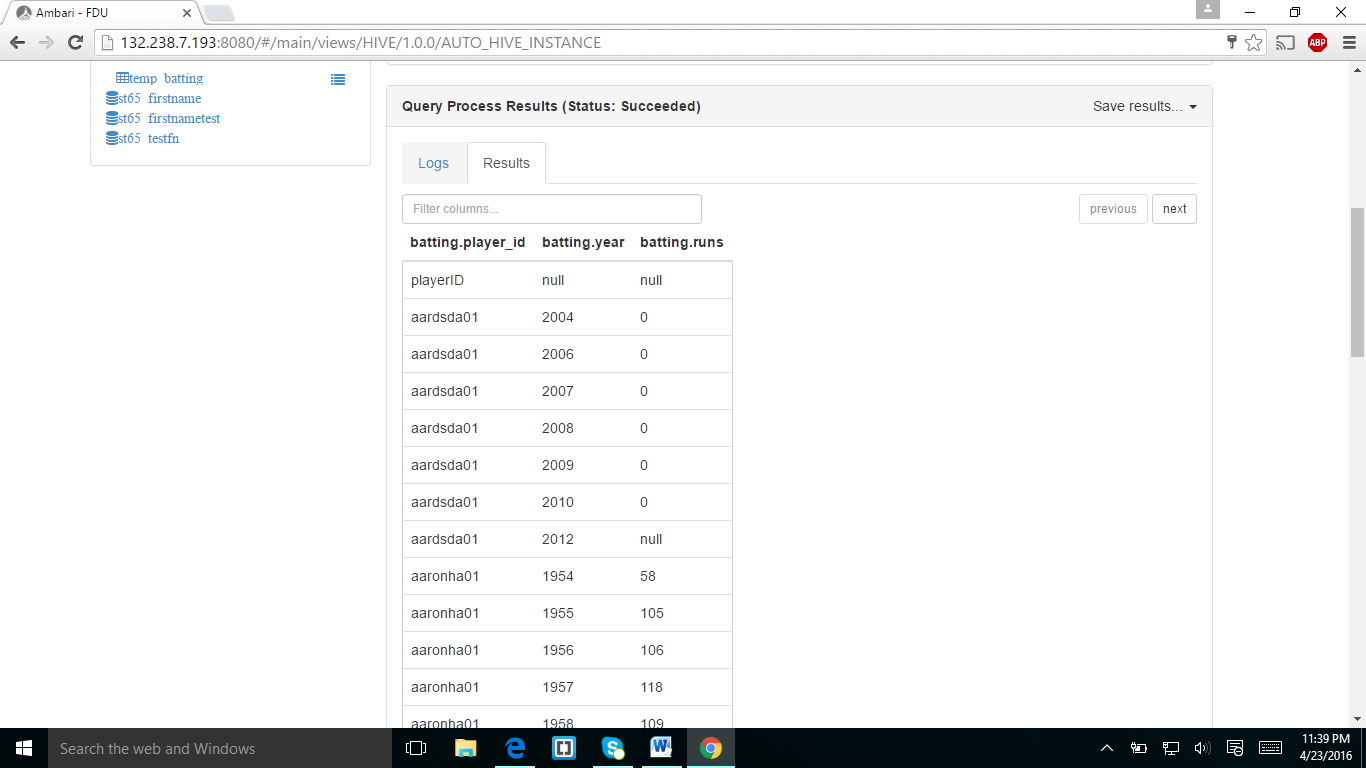 Ambari - FDU
132.238.7.193:8080/#/main/views/HIVE/1.0.0/AUTO_HIVE_INSTANCE
ABP
temp_batting
st65_firstname
st65_firstnametest
st65_testfn
Query Process Results (Status: Succeeded)
Save results...
Logs Results
Filter columns...
previous next
batting.player_id batting.year batting.runs
playerID null null
aardsda01 2004 0
aardsda01 2006 0
aardsda01 2007 0
aardsda01 2008 0
aardsda01 2009 0
aardsda01 2010 0
aardsda01 2012 null
aaronha01 1954 58
aaronha01 1955 105
aaronha01 1956 106
aaronha01 1957 118
aaronha01 1958 109
Search the web and Windows
11:39 PM
4/23/2016